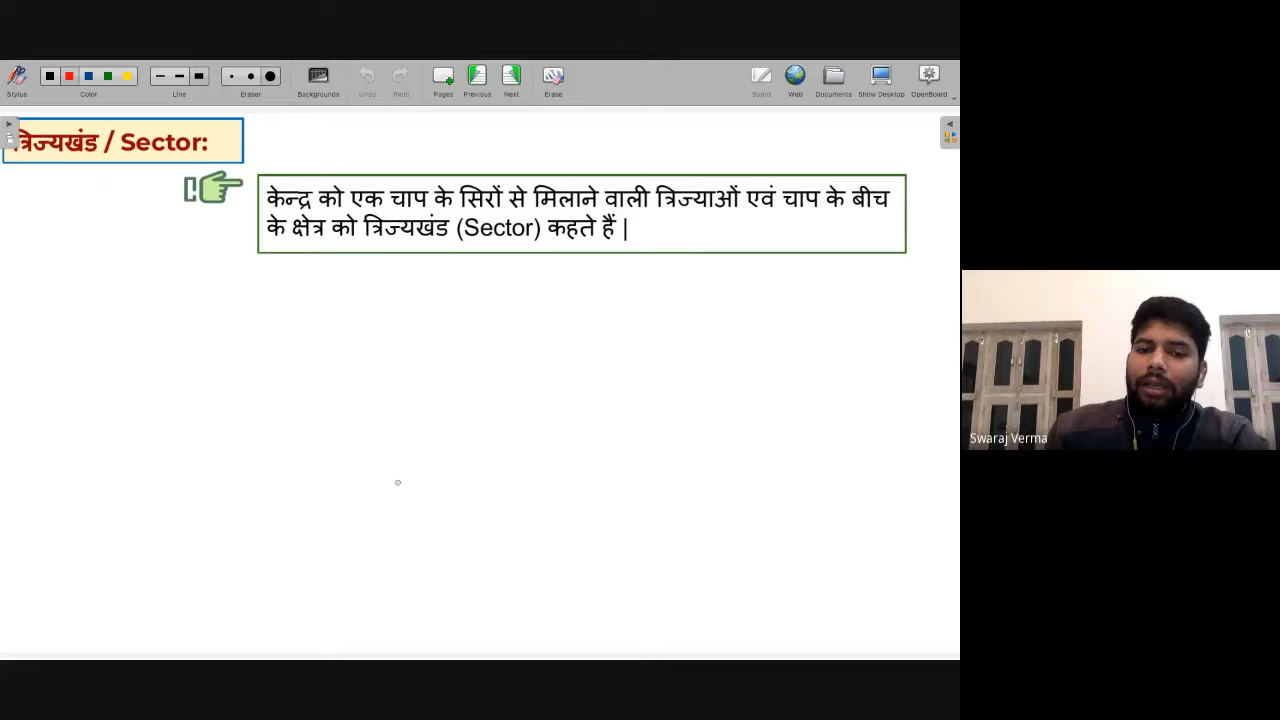 Stylus
Color
Line
Eraser
Backgrounds
Undo
Redo
Pages
Previous
Next
Erase
Board
Web
Documents
Show Desktop
OpenBoard
त्रिज्यखंड / Sector:
केन्द्र को एक चाप के सिरों से मिलाने वाली त्रिज्याओं एवं चाप के बीच
के क्षेत्र को त्रिज्यखंड (Sector) कहते हैं |
Swaraj Verma